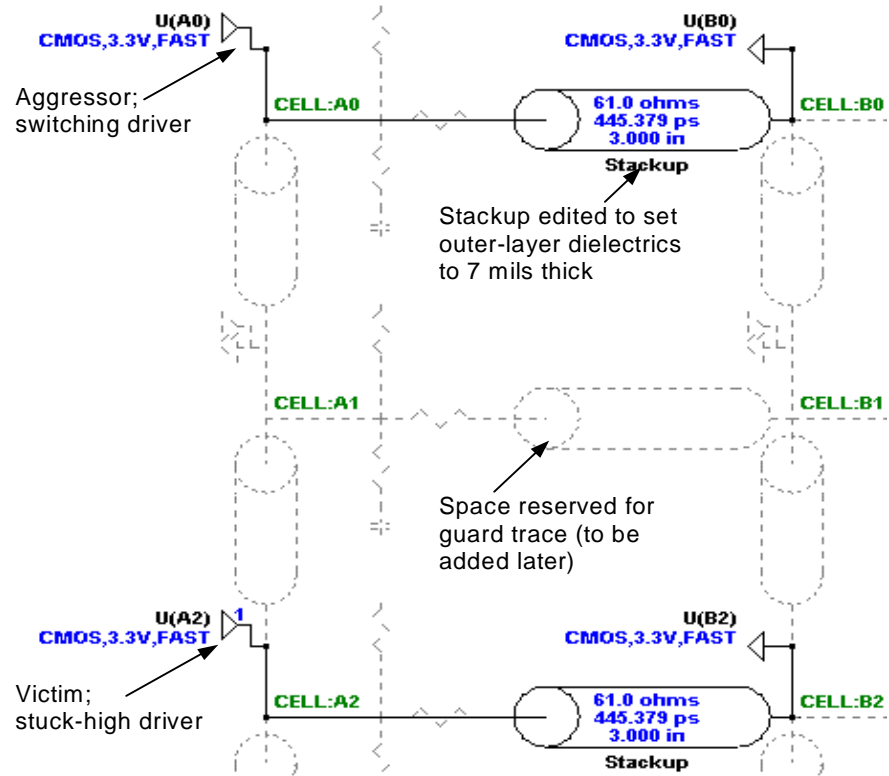 U(A0)
CMOS,3.3V,FAST
U(B0)
CMOS,3.3V,FAST
Aggressor;
switching driver
CELL:A0
61.0 ohms
445.379 ps
3.000 in
Stackup
CELL:B0
Stackup edited to set
outer-layer dielectrics
to 7 mils thick
CELL:A1
CELL:B1
Space reserved for
guard trace (to be
added later)
U(A2)
1
CMOS,3.3V,FAST
U(B2)
CMOS,3.3V,FAST
Victim;
stuck-high driver
CELL:A2
61.0 ohms
445.379 ps
3.000 in
Stackup
CELL:B2